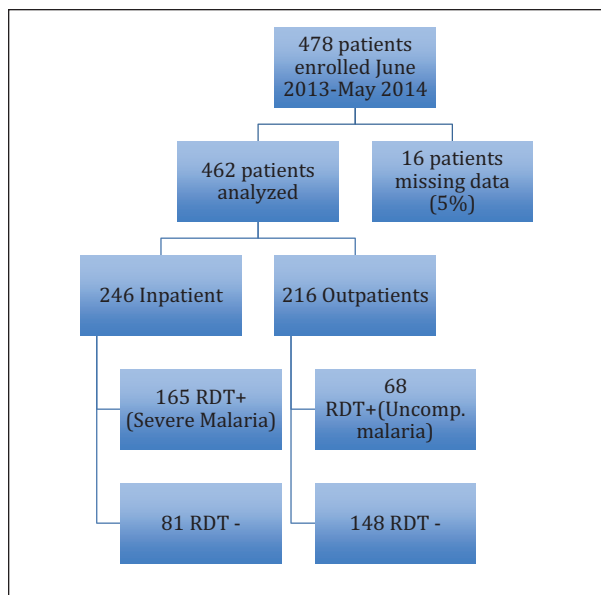 478 patients
enrolled June
2013-May 2014
462 patients
analyzed
16 patients
missing data
(5%)
246 Inpatient
216 Outpatients
165 RDT+
(Severe Malaria)
68
RDT+(Uncomp.
malaria)
81 RDT -
148 RDT -